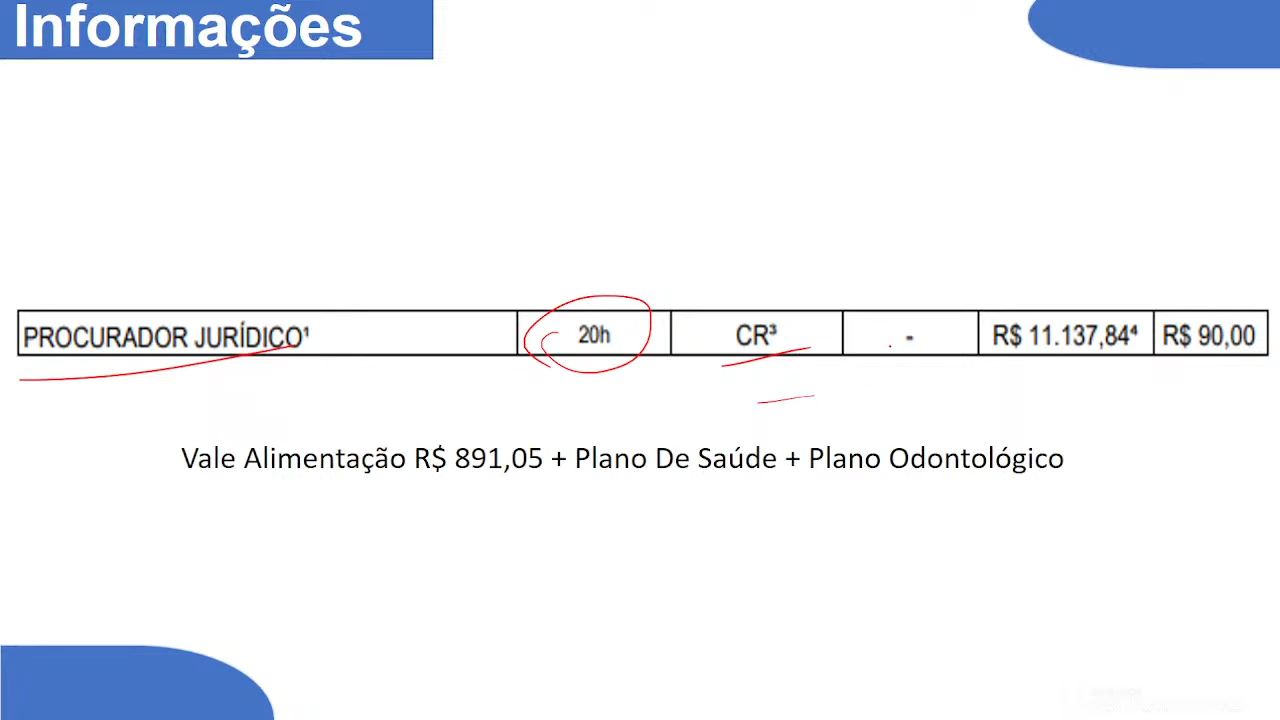 Informações
PROCURADOR JURÍDICO¹ 20h CR³ - R$ 11.137,84⁴ R$ 90,00
Vale Alimentação R$ 891,05 + Plano De Saúde + Plano Odontológico